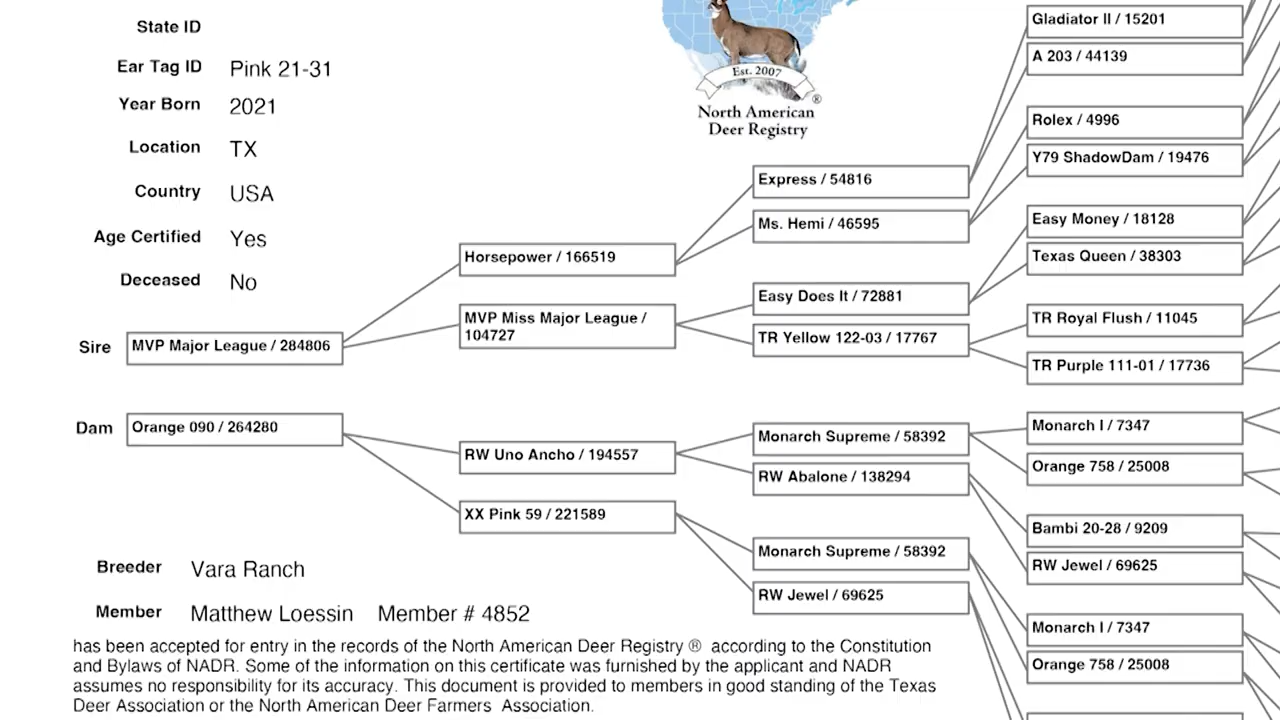 State ID
Ear Tag ID Pink 21-31
Year Born 2021
Location TX
Country USA
Age Certified Yes
Deceased No
Est. 2007
®
North American
Deer Registry
Sire MVP Major League / 284806
Dam Orange 090 / 264280
Horsepower / 166519
MVP Miss Major League /
104727
RW Uno Ancho / 194557
XX Pink 59 / 221589
Express / 54816
Ms. Hemi / 46595
Easy Does It / 72881
TR Yellow 122-03 / 17767
Monarch Supreme / 58392
RW Abalone / 138294
Monarch Supreme / 58392
RW Jewel / 69625
Gladiator II / 15201
A 203 / 44139
Rolex / 4996
Y79 ShadowDam / 19476
Easy Money / 18128
Texas Queen / 38303
TR Royal Flush / 11045
TR Purple 111-01 / 17736
Monarch I / 7347
Orange 758 / 25008
Bambi 20-28 / 9209
RW Jewel / 69625
Monarch I / 7347
Orange 758 / 25008
Breeder Vara Ranch
Member Matthew Loessin Member # 4852
has been accepted for entry in the records of the North American Deer Registry ® according to the Constitution
and Bylaws of NADR. Some of the information on this certificate was furnished by the applicant and NADR
assumes no responsibility for its accuracy. This document is provided to members in good standing of the Texas
Deer Association or the North American Deer Farmers Association.